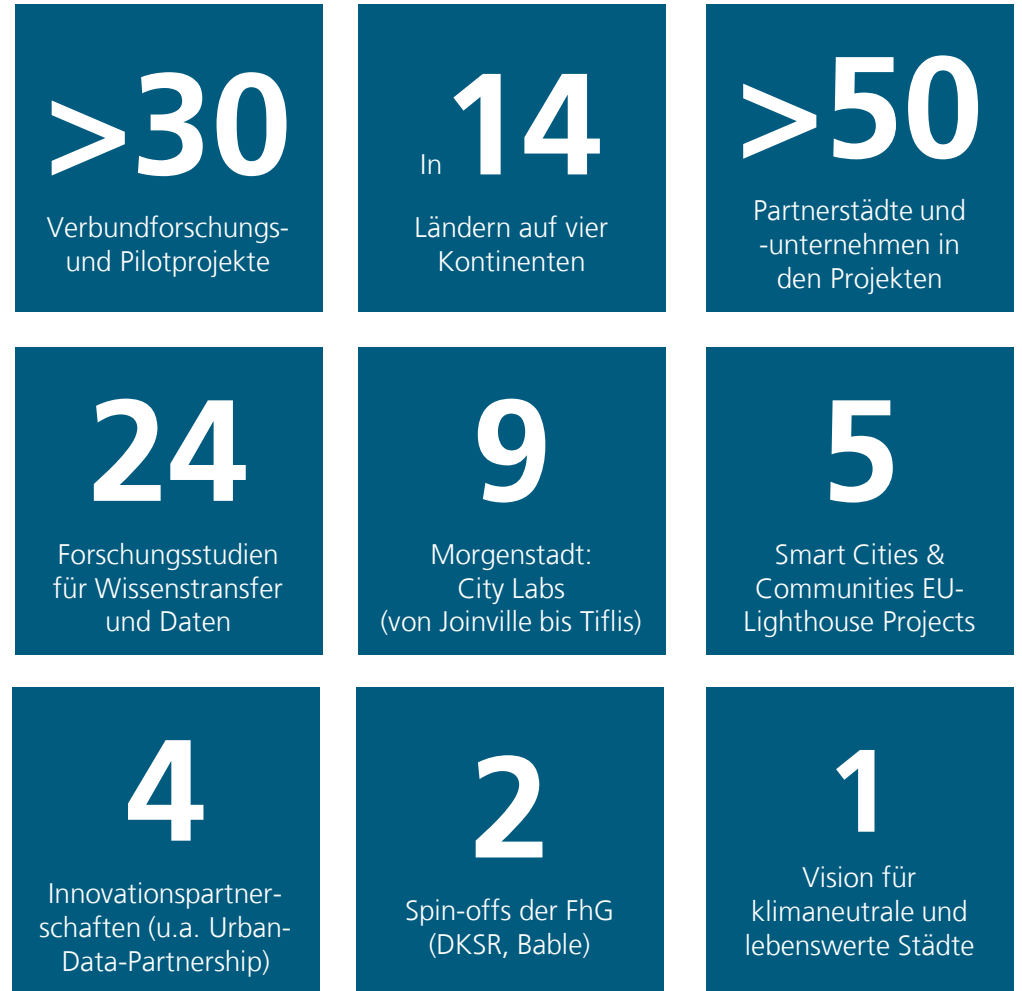 >30
Verbundforschungs-
und Pilotprojekte
In 14
Ländern auf vier
Kontinenten
>50
Partnerstädte und
-unternehmen in
den Projekten
24
Forschungsstudien
für Wissenstransfer
und Daten
9
Morgenstadt:
City Labs
(von Joinville bis Tiflis)
5
Smart Cities &
Communities EU-
Lighthouse Projects
4
Innovationspartner-
schaften (u.a. Urban-
Data-Partnership)
2
Spin-offs der FhG
(DKSR, Bable)
1
Vision für
klimaneutrale und
lebenswerte Städte